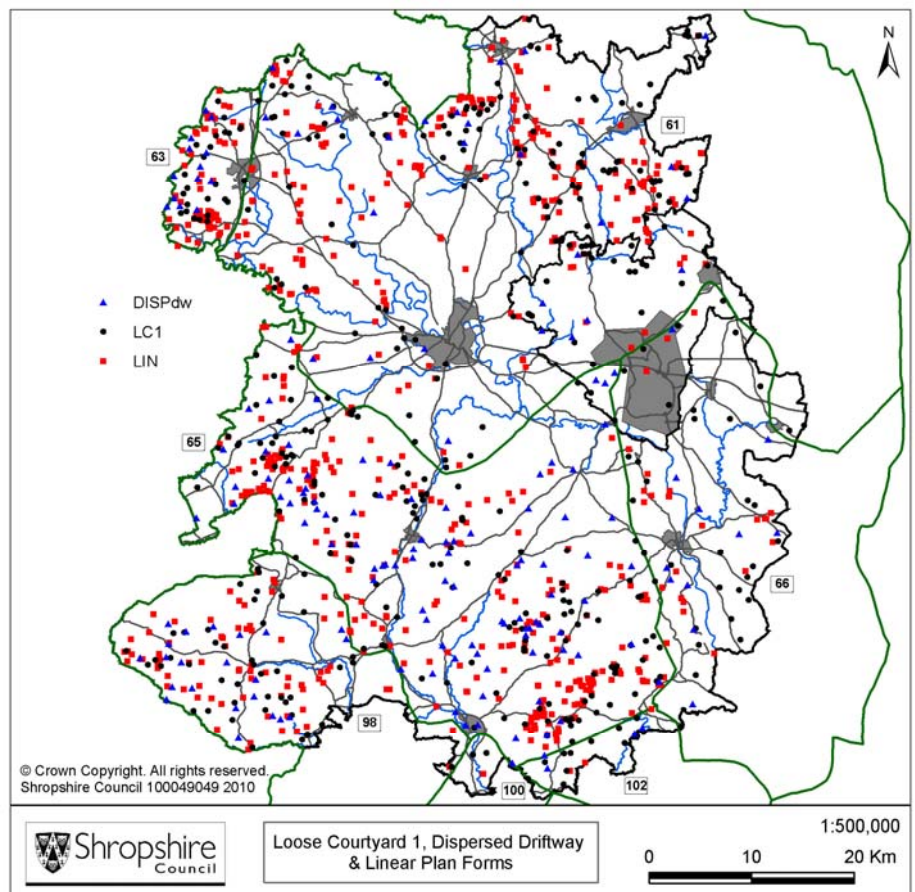 N
61
63
DISPdw
LC1
LIN
65
66
98
100
102
© Crown Copyright. All rights reserved.
Shropshire Council 100049049 2010
Shropshire
Council
Loose Courtyard 1, Dispersed Driftway
& Linear Plan Forms
1:500,000
0 10 20 Km